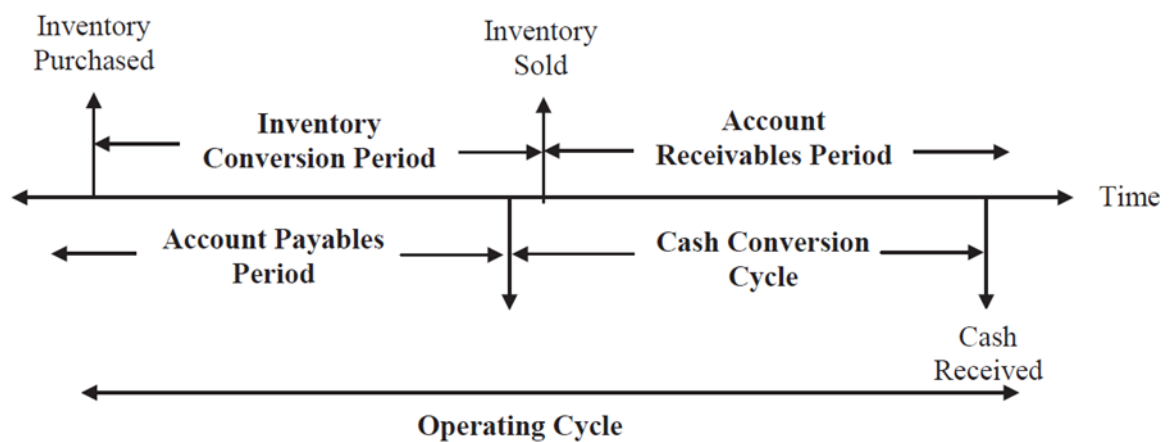 Inventory
Purchased
Inventory
Sold
Inventory
Conversion Period
Account
Receivables Period
Time
Account Payables
Period
Cash Conversion
Cycle
Cash
Received
Operating Cycle